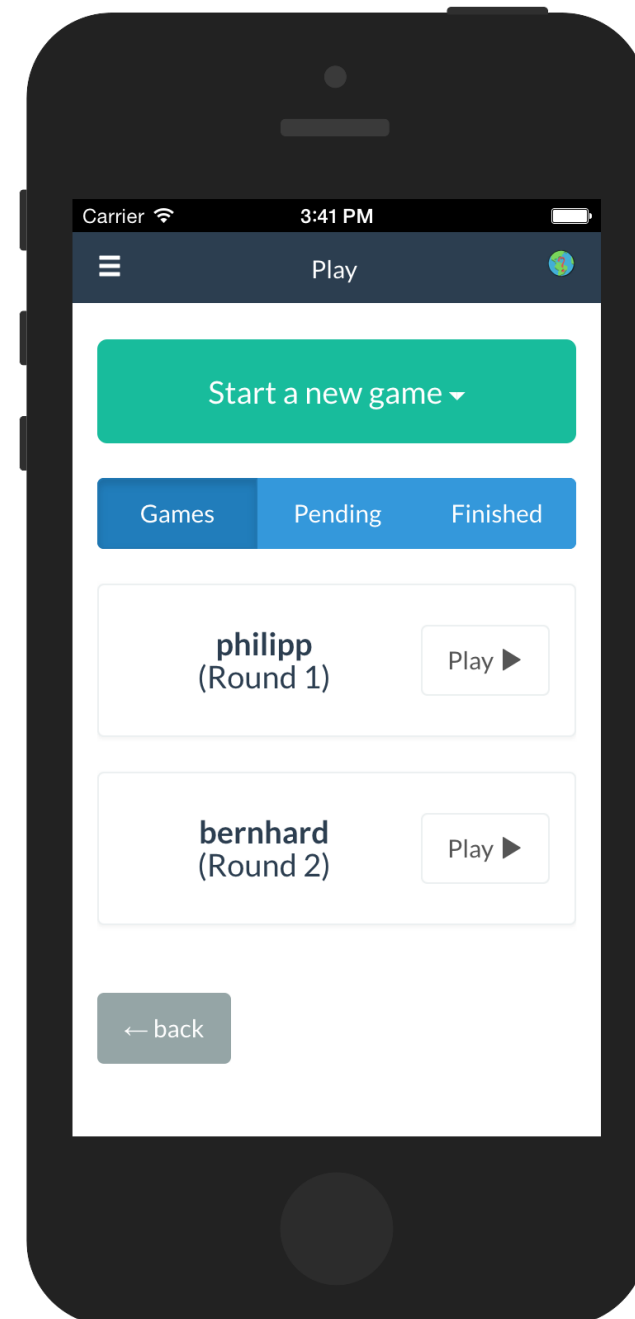 Carrier 3:41 PM
Play
Start a new game
Games Pending Finished
philipp
(Round 1)
Play
bernhard
(Round 2)
Play
← back